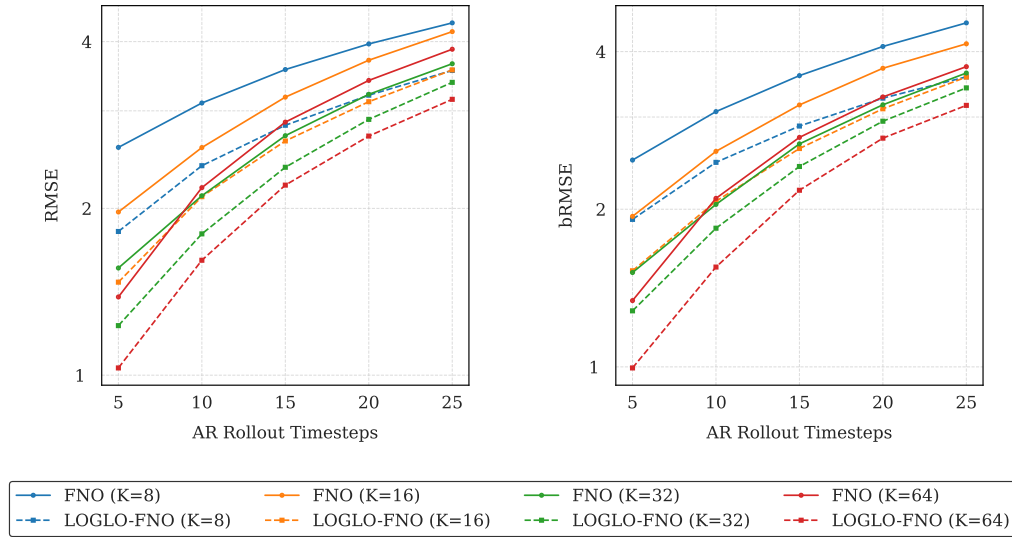 4
2
1
RMSE
5 10 15 20 25
AR Rollout Timesteps
4
2
1
bRMSE
5 10 15 20 25
AR Rollout Timesteps
FNO (K=8) FNO (K=16) FNO (K=32) FNO (K=64)
LOGLO-FNO (K=8) LOGLO-FNO (K=16) LOGLO-FNO (K=32) LOGLO-FNO (K=64)